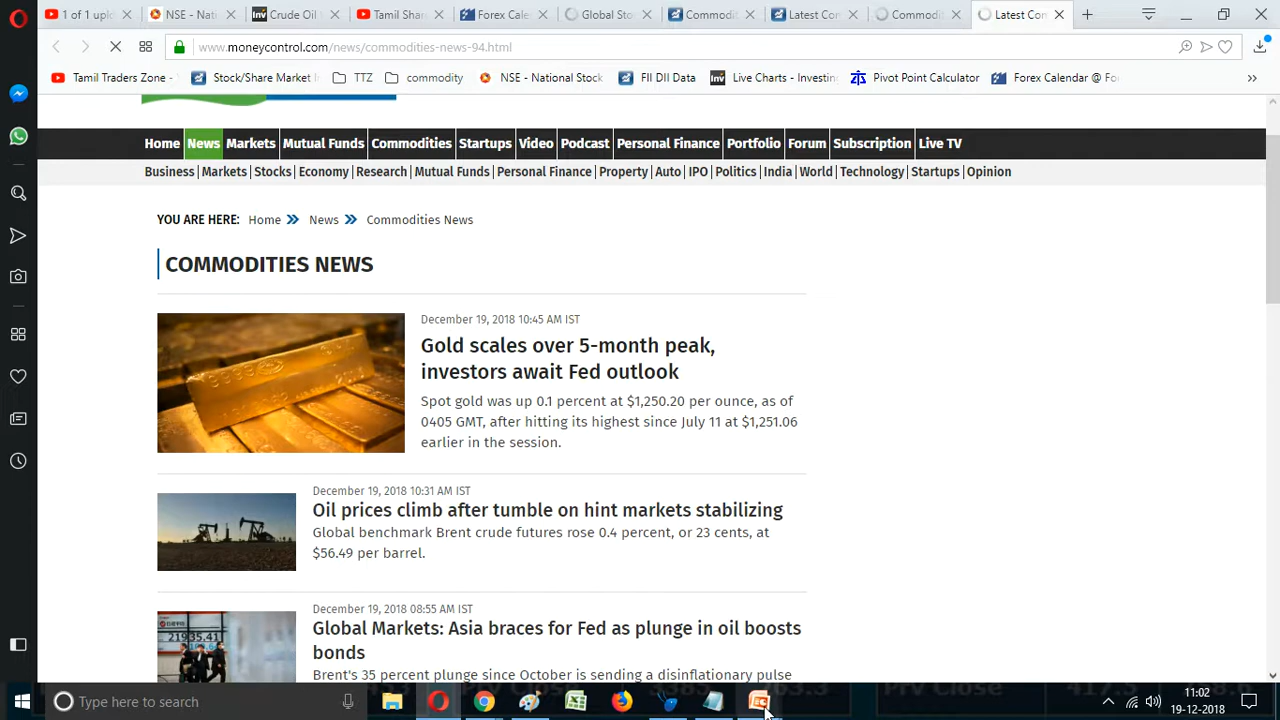 1 of 1 upl
NSE - Nati
Crude Oil
Tamil Shar
Forex Cale
Global Sto
Commodit
Latest Cor
Commodit
Latest Con
www.moneycontrol.com/news/commodities-news-94.html
Tamil Traders Zone -
Stock/Share Market
TTZ
commodity
NSE - National Stock
FII DII Data
Live Charts - Investin
Pivot Point Calculator
Forex Calendar @ Fo
Home News Markets Mutual Funds Commodities Startups Video Podcast Personal Finance Portfolio Forum Subscription Live TV
Business Markets Stocks Economy Research Mutual Funds Personal Finance Property Auto IPO Politics India World Technology Startups Opinion
YOU ARE HERE: Home News Commodities News
COMMODITIES NEWS
December 19, 2018 10:45 AM IST
Gold scales over 5-month peak,
investors await Fed outlook
Spot gold was up 0.1 percent at $1,250.20 per ounce, as of
0405 GMT, after hitting its highest since July 11 at $1,251.06
earlier in the session.
December 19, 2018 10:31 AM IST
Oil prices climb after tumble on hint markets stabilizing
Global benchmark Brent crude futures rose 0.4 percent, or 23 cents, at
$56.49 per barrel.
December 19, 2018 08:55 AM IST
Global Markets: Asia braces for Fed as plunge in oil boosts
bonds
Brent's 35 percent plunge since October is sending a disinflationary pulse
Type here to search
11:02
19-12-2018